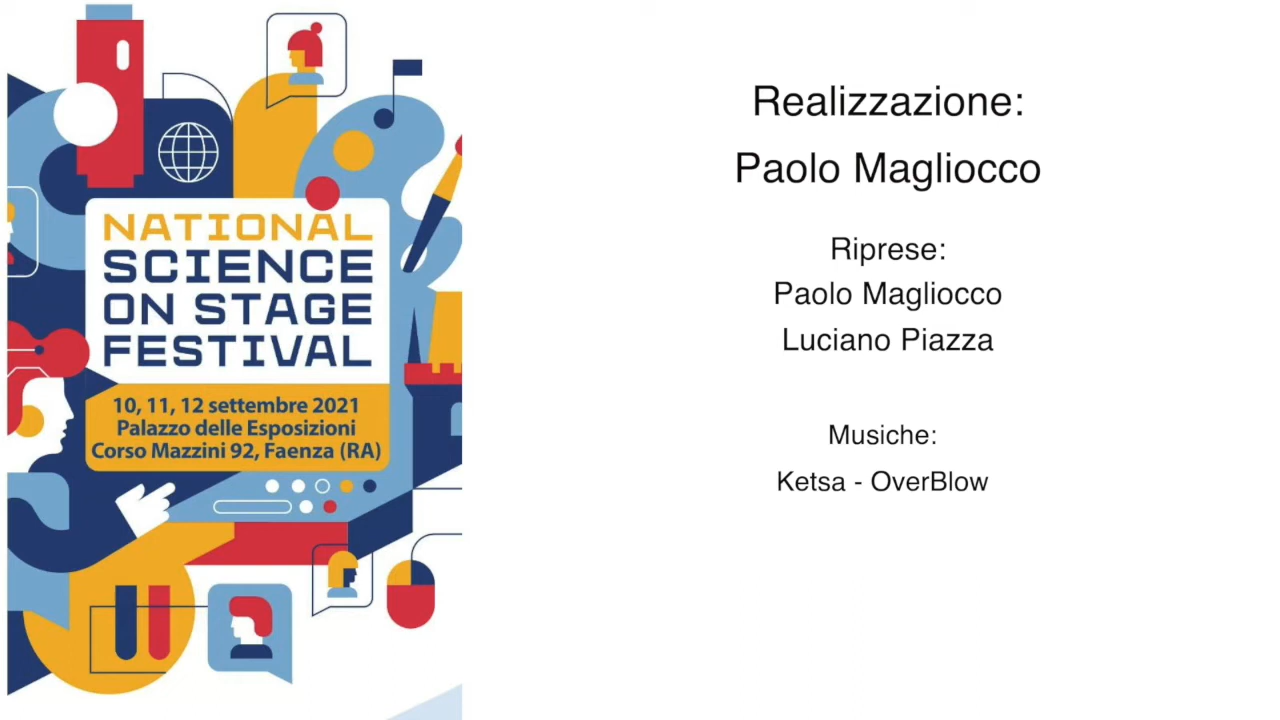 NATIONAL
SCIENCE
ON STAGE
FESTIVAL
10, 11, 12 settembre 2021
Palazzo delle Esposizioni
Corso Mazzini 92, Faenza (RA)
Realizzazione:
Paolo Magliocco
Riprese:
Paolo Magliocco
Luciano Piazza
Musiche:
Ketsa - OverBlow